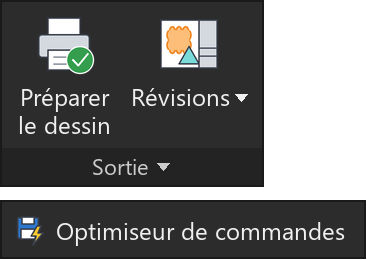 Préparer
le dessin
Révisions
Sortie
Optimiseur de commandes